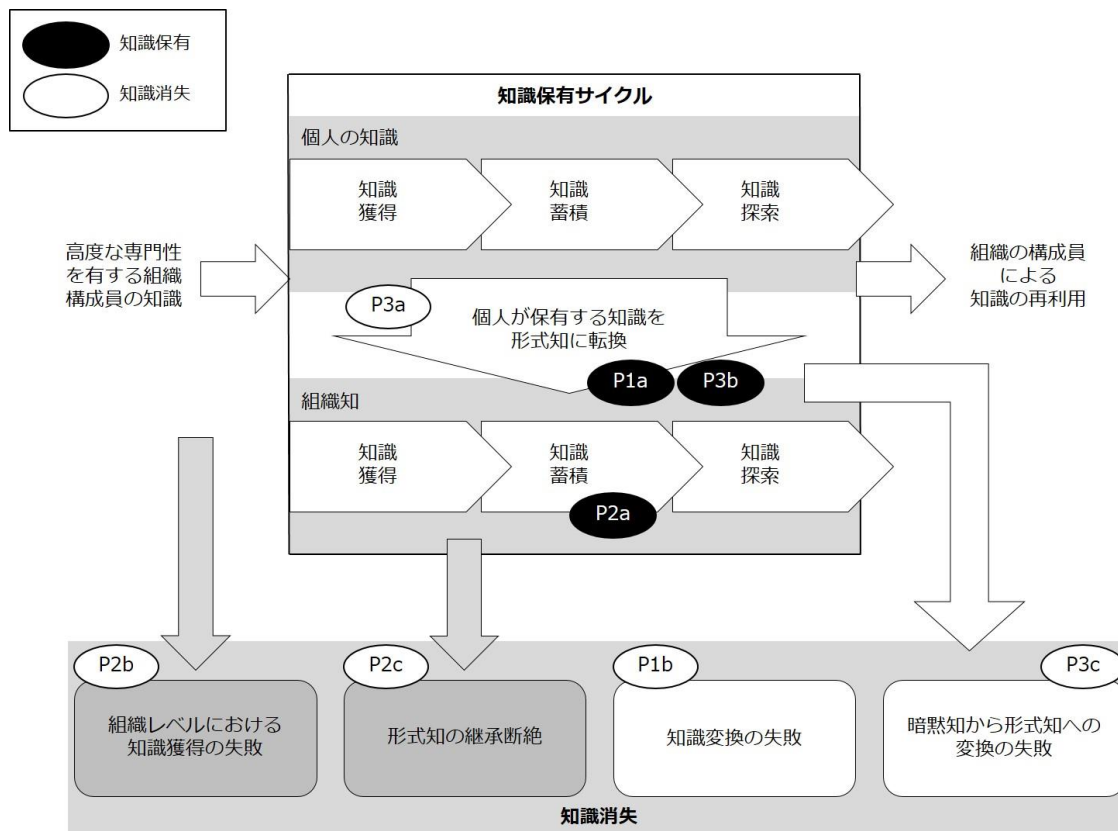 知識保有
知識消失
知識保有サイクル
個人の知識
知識
獲得
知識
蓄積
知識
探索
高度な専門性
を有する組織
構成員の知識
組織の構成員
による
知識の再利用
P3a
個人が保有する知識を
形式知に転換
P1a
P3b
組織知
知識
獲得
知識
蓄積
知識
探索
P2a
P2b
組織レベルにおける
知識獲得の失敗
P2c
形式知の継承断絶
P1b
知識変換の失敗
P3c
暗黙知から形式知への
変換の失敗
知識消失